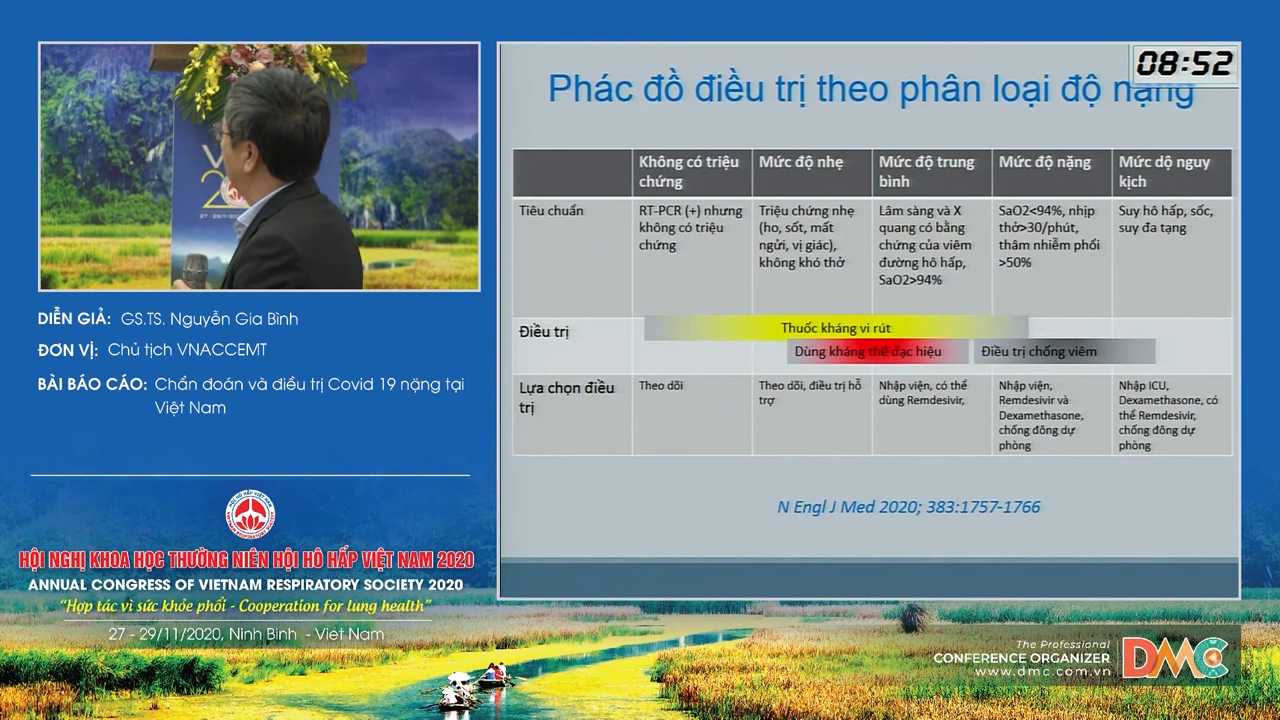 08:52
Phác đồ điều trị theo phân loại độ nặng
Không có triệu
chứng
Mức độ nhẹ
Mức độ trung
bình
Mức độ nặng
Mức dộ nguy
kịch
Tiêu chuẩn
RT-PCR (+) nhưng
không có triệu
chứng
Triệu chứng nhẹ
(ho, sốt, mất
ngửi, vị giác),
không khó thở
Lâm sàng và X
quang có bằng
chứng của viêm
đường hô hấp,
SaO2>94%
SaO2<94%, nhịp
thở>30/phút,
thâm nhiễm phổi
>50%
Suy hô hấp, sốc,
suy đa tạng
Điều trị
Thuốc kháng vi rút
Dùng kháng thể đạc hiệu
Điều trị chống viêm
Lựa chọn điều
trị
Theo dõi
Theo dõi, điều trị hỗ
trợ
Nhập viện, có thể
dùng Remdesivir,
Nhập viện,
Remdesivir và
Dexamethasone,
chống đông dự
phòng
Nhập ICU,
Dexamethasone, có
thể Remdesivir,
chống đông dự
phòng
N Engl J Med 2020; 383:1757-1766
DIỄN GIẢ: GS.TS. Nguyễn Gia Bình
ĐƠN VỊ: Chủ tịch VNACCEMT
BÀI BÁO CÁO: Chẩn đoán và điều trị Covid 19 nặng tại
Việt Nam
HỘI NGHỊ KHOA HỌC THƯỜNG NIÊN HỘI HÔ HẤP VIỆT NAM 2020
ANNUAL CONGRESS OF VIETNAM RESPIRATORY SOCIETY 2020
“Hợp tác vì sức khỏe phổi - Cooperation for lung health”
27 - 29/11/2020, Ninh Bình - Viet Nam
The Professional
CONFERENCE ORGANIZER
www.dmc.com.vn
DMC